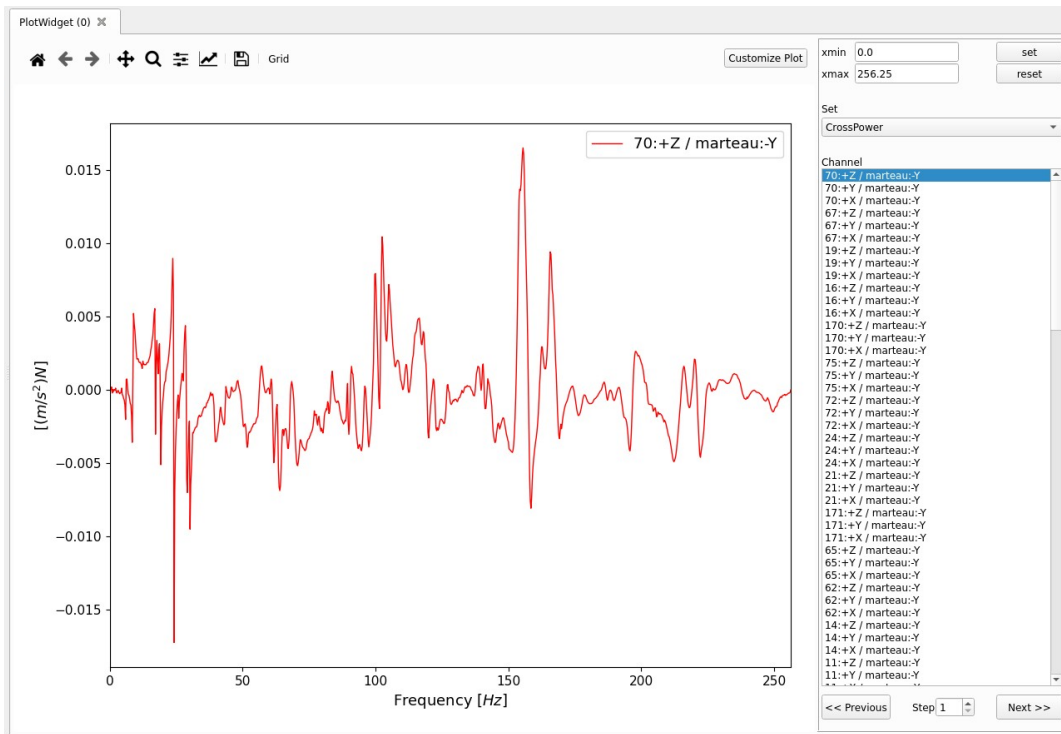 PlotWidget (0)
Grid
Customize Plot
xmin 0.0 set
xmax 256.25 reset
Set
CrossPower
Channel
70:+Z / marteau:-Y
70:+Y / marteau:-Y
70:+X / marteau:-Y
67:+Z / marteau:-Y
67:+Y / marteau:-Y
67:+X / marteau:-Y
19:+Z / marteau:-Y
19:+Y / marteau:-Y
19:+X / marteau:-Y
16:+Z / marteau:-Y
16:+Y / marteau:-Y
16:+X / marteau:-Y
170:+Z / marteau:-Y
170:+Y / marteau:-Y
170:+X / marteau:-Y
75:+Z / marteau:-Y
75:+Y / marteau:-Y
75:+X / marteau:-Y
72:+Z / marteau:-Y
72:+Y / marteau:-Y
72:+X / marteau:-Y
24:+Z / marteau:-Y
24:+Y / marteau:-Y
24:+X / marteau:-Y
21:+Z / marteau:-Y
21:+Y / marteau:-Y
21:+X / marteau:-Y
171:+Z / marteau:-Y
171:+Y / marteau:-Y
171:+X / marteau:-Y
65:+Z / marteau:-Y
65:+Y / marteau:-Y
65:+X / marteau:-Y
62:+Z / marteau:-Y
62:+Y / marteau:-Y
62:+X / marteau:-Y
14:+Z / marteau:-Y
14:+Y / marteau:-Y
14:+X / marteau:-Y
11:+Z / marteau:-Y
11:+Y / marteau:-Y
<< Previous Step 1 Next >>
70:+Z / marteau:-Y
0.015
0.010
0.005
0.000
−0.005
−0.010
−0.015
[(m/s²)N]
0 50 100 150 200 250
Frequency [Hz]